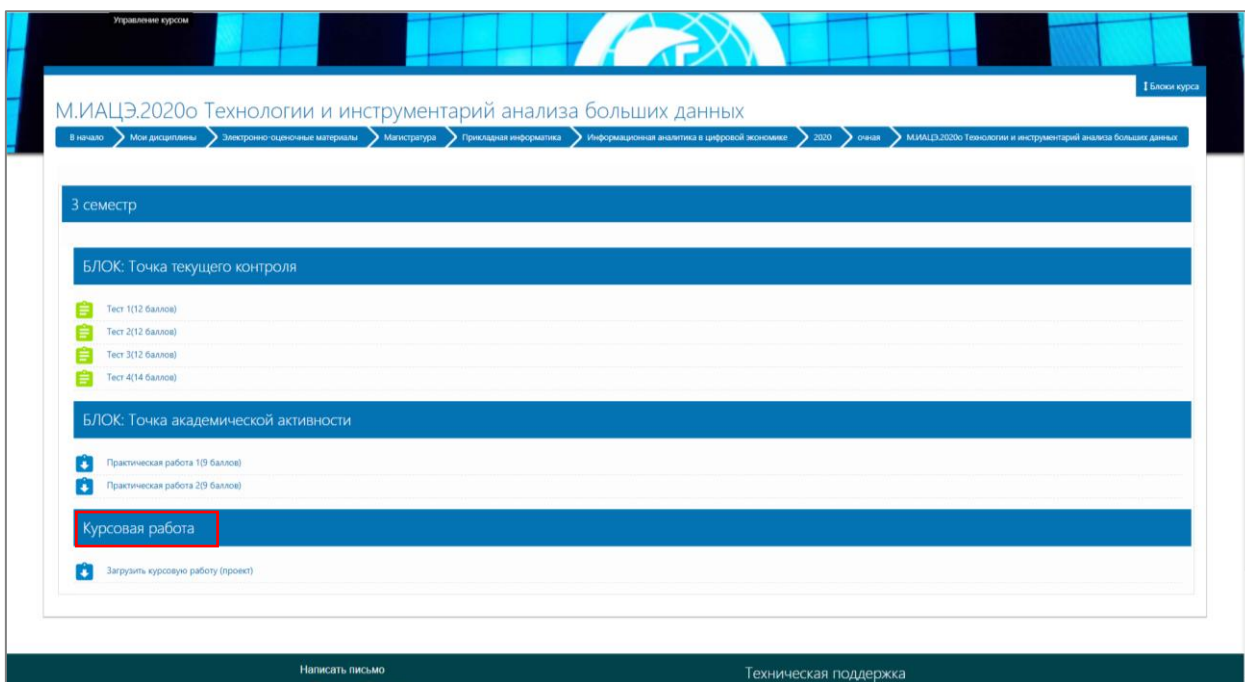 Управление курсом
Блоки курса
М.ИАЦЭ.2020о Технологии и инструментарий анализа больших данных
В начало Мои дисциплины Электронно-оценочные материалы Магистратура Прикладная информатика Информационная аналитика в цифровой экономике 2020 очная М.ИАЦЭ.2020о Технологии и инструментарий анализа больших данных
3 семестр
БЛОК: Точка текущего контроля
Тест 1(12 баллов)
Тест 2(12 баллов)
Тест 3(12 баллов)
Тест 4(14 баллов)
БЛОК: Точка академической активности
Практическая работа 1(9 баллов)
Практическая работа 2(9 баллов)
Курсовая работа
Загрузить курсовую работу (проект)
Написать письмо
Техническая поддержка